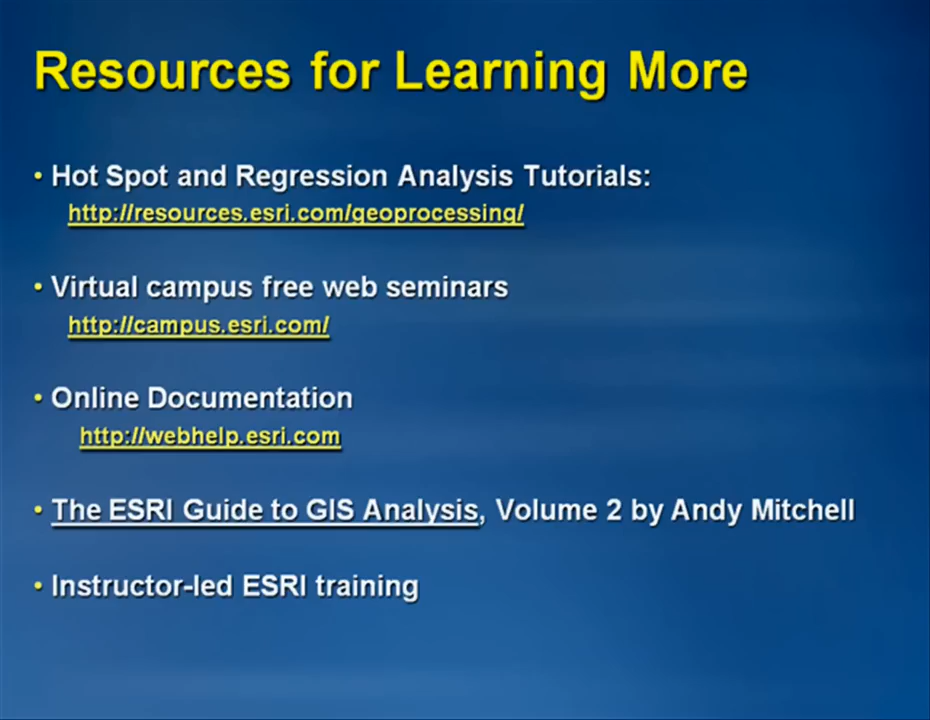 Resources for Learning More
• Hot Spot and Regression Analysis Tutorials:
http://resources.esri.com/geoprocessing/
• Virtual campus free web seminars
http://campus.esri.com/
• Online Documentation
http://webhelp.esri.com
• The ESRI Guide to GIS Analysis, Volume 2 by Andy Mitchell
• Instructor-led ESRI training